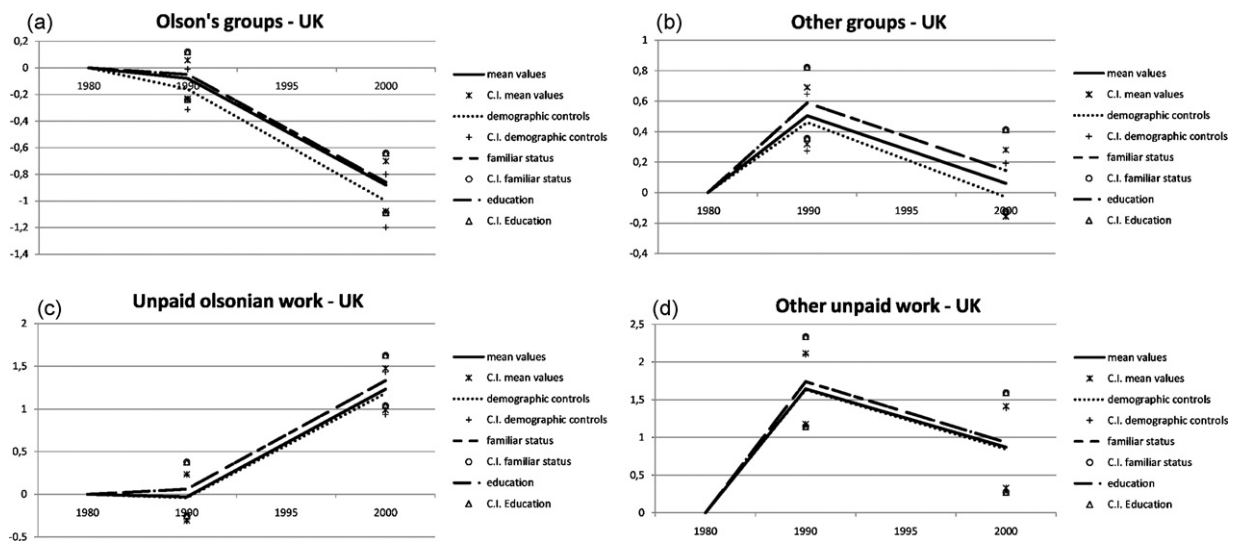 (a)
Olson's groups - UK
0,2
0
-0,2
-0,4
-0,6
-0,8
-1
-1,2
-1,4
1980
1990
1995
2000
mean values
C.I. mean values
demographic controls
C.I. demographic controls
familiar status
C.I. familiar status
education
C.I. Education
(b)
Other groups - UK
1
0,8
0,6
0,4
0,2
0
-0,2
-0,4
1980
1990
1995
2000
mean values
C.I. mean values
demographic controls
C.I. demographic controls
familiar status
C.I. familiar status
education
C.I. Education
(c)
Unpaid olsonian work - UK
2
1,5
1
0,5
0
-0,5
1980
1990
1995
2000
mean values
C.I. mean values
demographic controls
C.I. demographic controls
familiar status
C.I. familiar status
education
C.I. Education
(d)
Other unpaid work - UK
2,5
2
1,5
1
0,5
0
1980
1990
1995
2000
mean values
C.I. mean values
demographic controls
C.I. demographic controls
familiar status
C.I. familiar status
education
C.I. Education